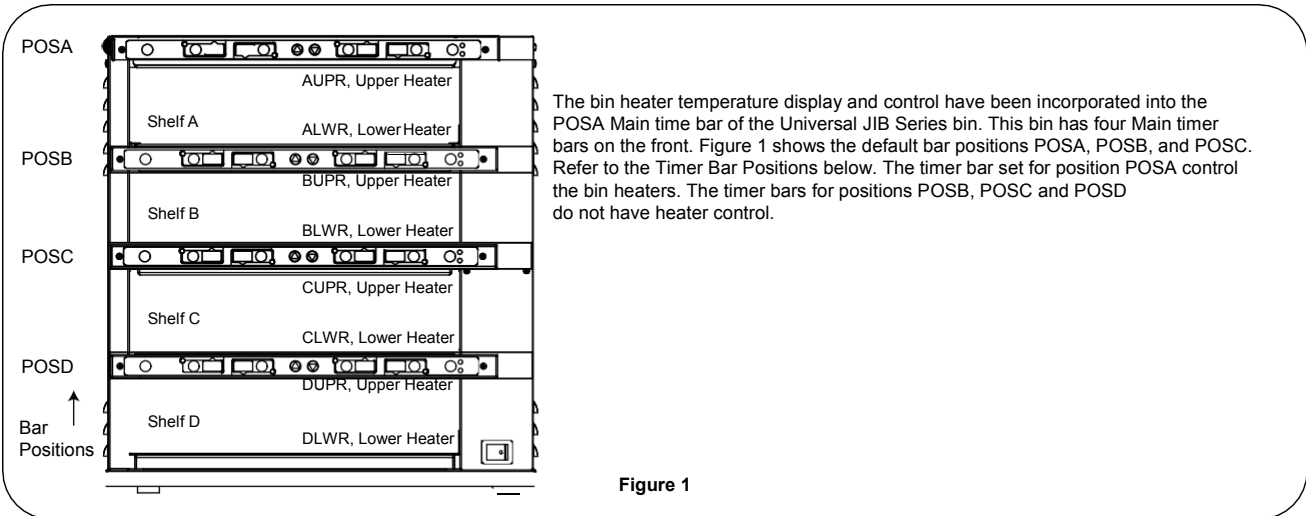 POSA
AUPR, Upper Heater
Shelf A
ALWR, Lower Heater
POSB
BUPR, Upper Heater
Shelf B
BLWR, Lower Heater
POSC
CUPR, Upper Heater
Shelf C
CLWR, Lower Heater
POSD
DUPR, Upper Heater
Shelf D
DLWR, Lower Heater
Bar
Positions
The bin heater temperature display and control have been incorporated into the
POSA Main time bar of the Universal JIB Series bin. This bin has four Main timer
bars on the front. Figure 1 shows the default bar positions POSA, POSB, and POSC.
Refer to the Timer Bar Positions below. The timer bar set for position POSA control
the bin heaters. The timer bars for positions POSB, POSC and POSD
do not have heater control.
Figure 1